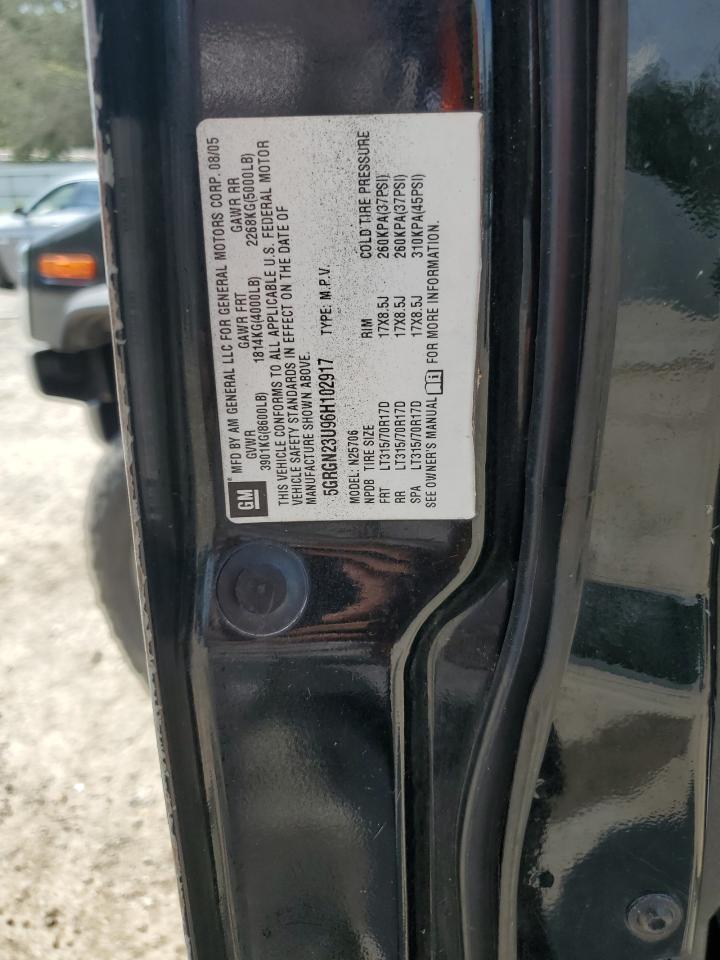 GM ® MFD BY AM GENERAL LLC FOR GENERAL MOTORS CORP. 08/05
GVWR GAWR FRT GAWR RR
3901KG(8600LB) 1814KG(4000LB) 2268KG(5000LB)
THIS VEHICLE CONFORMS TO ALL APPLICABLE U.S. FEDERAL MOTOR
VEHICLE SAFETY STANDARDS IN EFFECT ON THE DATE OF
MANUFACTURE SHOWN ABOVE.
5GRGN23U96H102917 TYPE: M.P.V.
MODEL: N25706
NPDB TIRE SIZE RIM COLD TIRE PRESSURE
FRT LT315/70R17D 17X8.5J 260KPA(37PSI)
RR LT315/70R17D 17X8.5J 260KPA(37PSI)
SPA LT315/70R17D 17X8.5J 310KPA(45PSI)
SEE OWNER'S MANUAL FOR MORE INFORMATION.